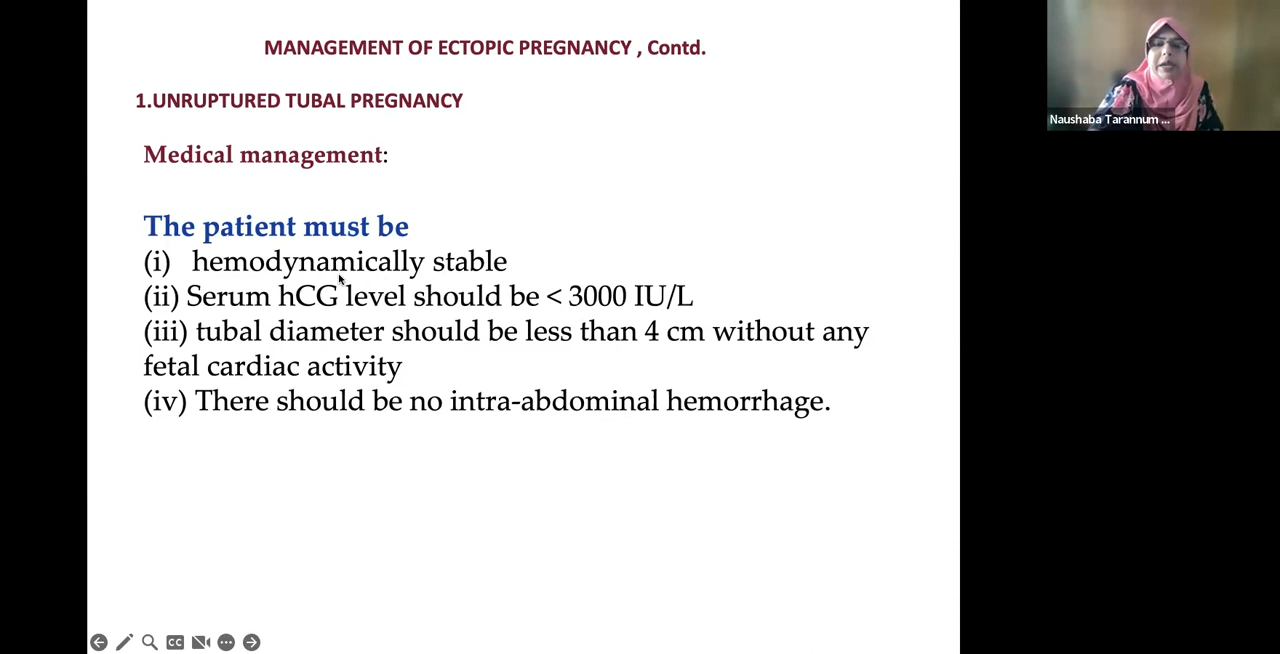 MANAGEMENT OF ECTOPIC PREGNANCY , Contd.
1.UNRUPTURED TUBAL PREGNANCY
Medical management:
The patient must be
(i) hemodynamically stable
(ii) Serum hCG level should be < 3000 IU/L
(iii) tubal diameter should be less than 4 cm without any
fetal cardiac activity
(iv) There should be no intra-abdominal hemorrhage.
Naushaba Tarannum ...
CC